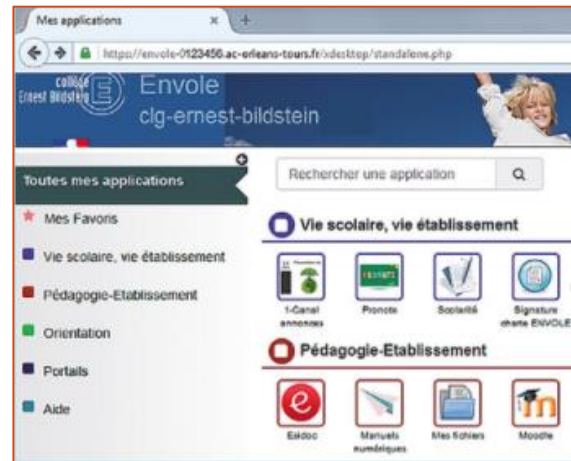 Mes applications
https://envole-0123456.ac-orleans-tours.fr/xdesktop/standalone.php
collège
Ernest Bildstein
E
Envole
clg-ernest-bildstein
Toutes mes applications
Mes Favoris
Vie scolaire, vie établissement
Pédagogie-Etablissement
Orientation
Portails
Aide
Rechercher une application
Vie scolaire, vie établissement
1-Canal
annonces
Pronote
Scolarité
Signature
charte ENVOLE
Pédagogie-Etablissement
e
Esidoc
Manuels
numériques
Mes fichiers
m
Moodle